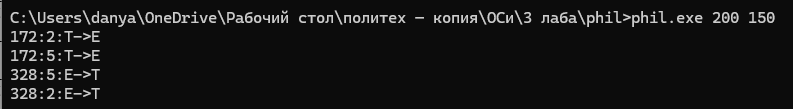 C:\Users\danya\OneDrive\Рабочий стол\политех — копия\ОСи\3 лаба\phil>phil.exe 200 150
172:2:T->E
172:5:T->E
328:5:E->T
328:2:E->T